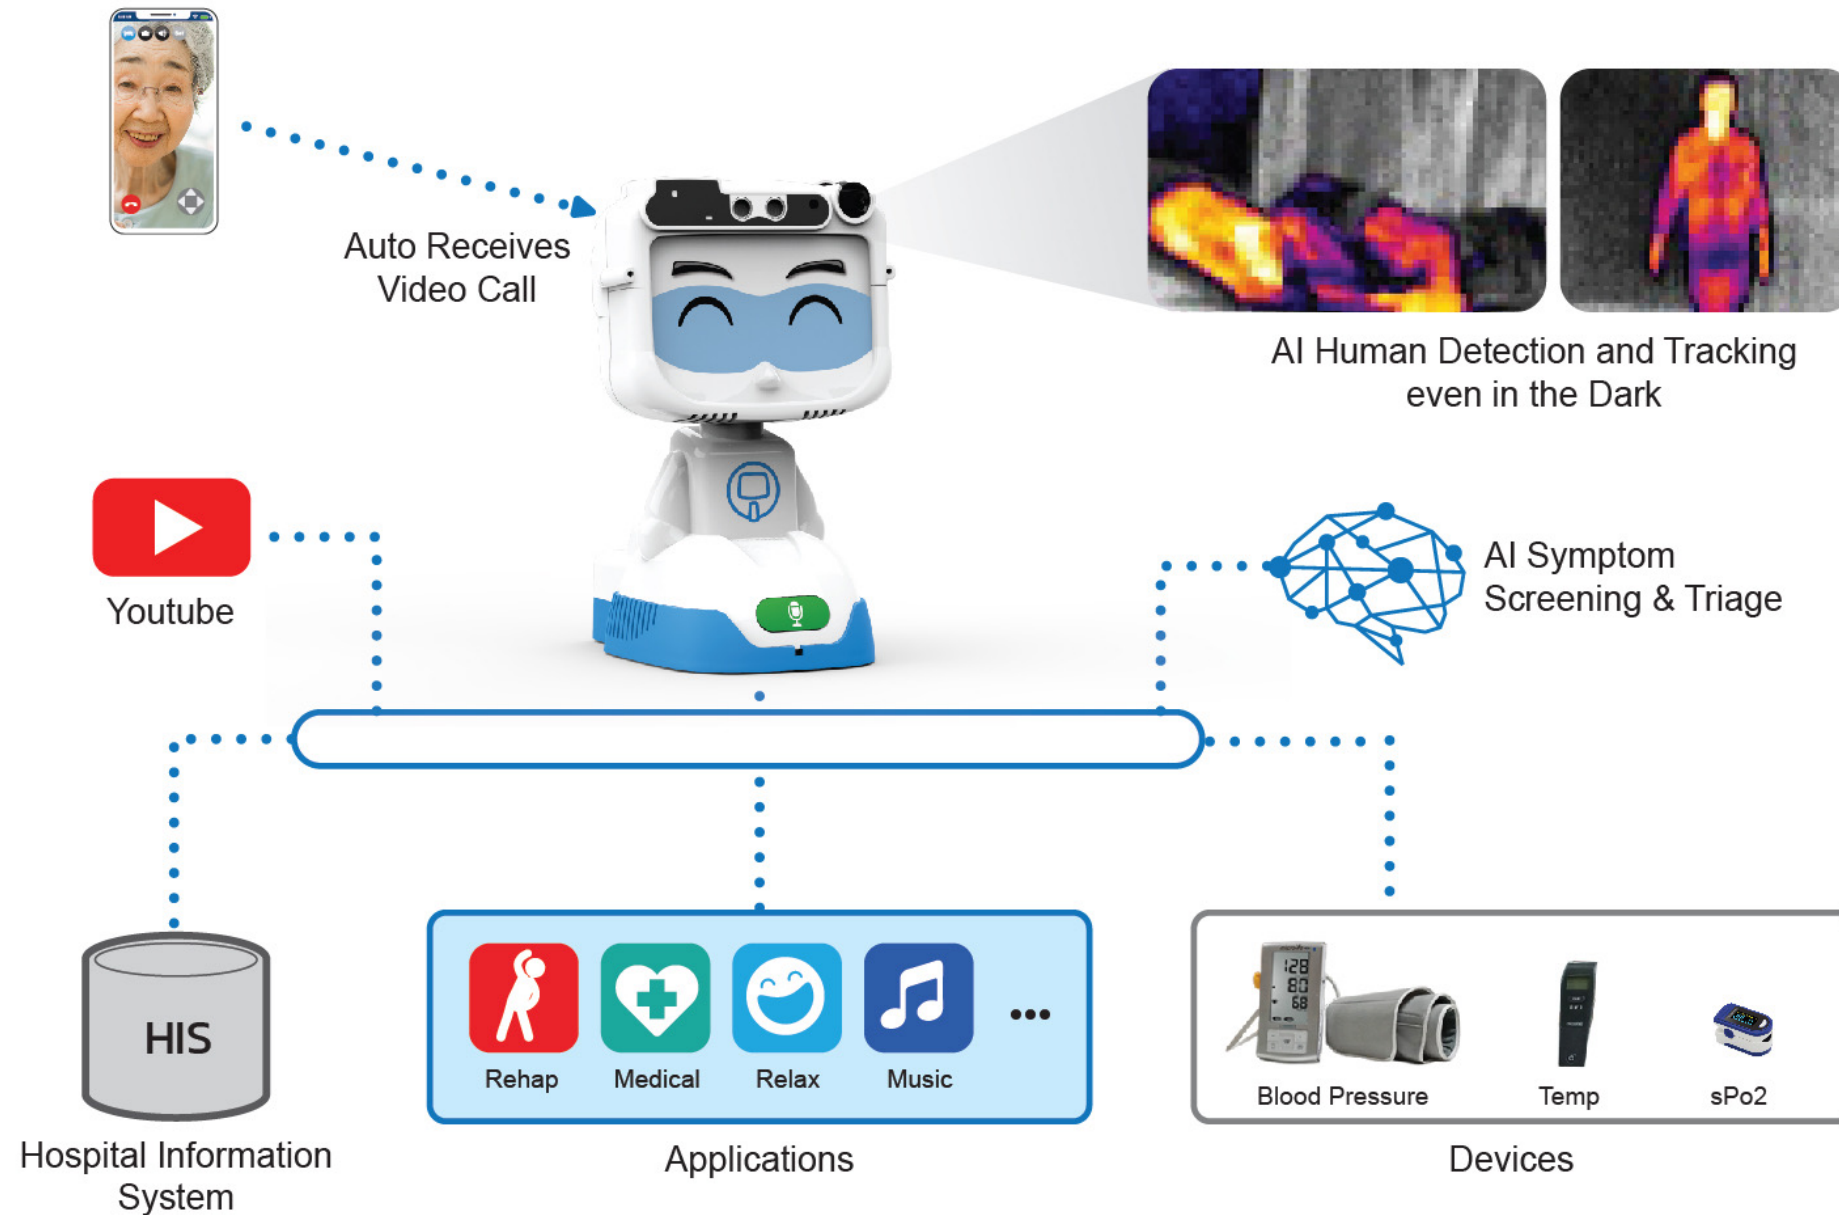 Auto Receives
Video Call
AI Human Detection and Tracking
even in the Dark
Youtube
AI Symptom
Screening & Triage
HIS
Hospital Information
System
Rehap
Medical
Relax
Music
...
Applications
128
80
68
Blood Pressure
Temp
sPo2
Devices